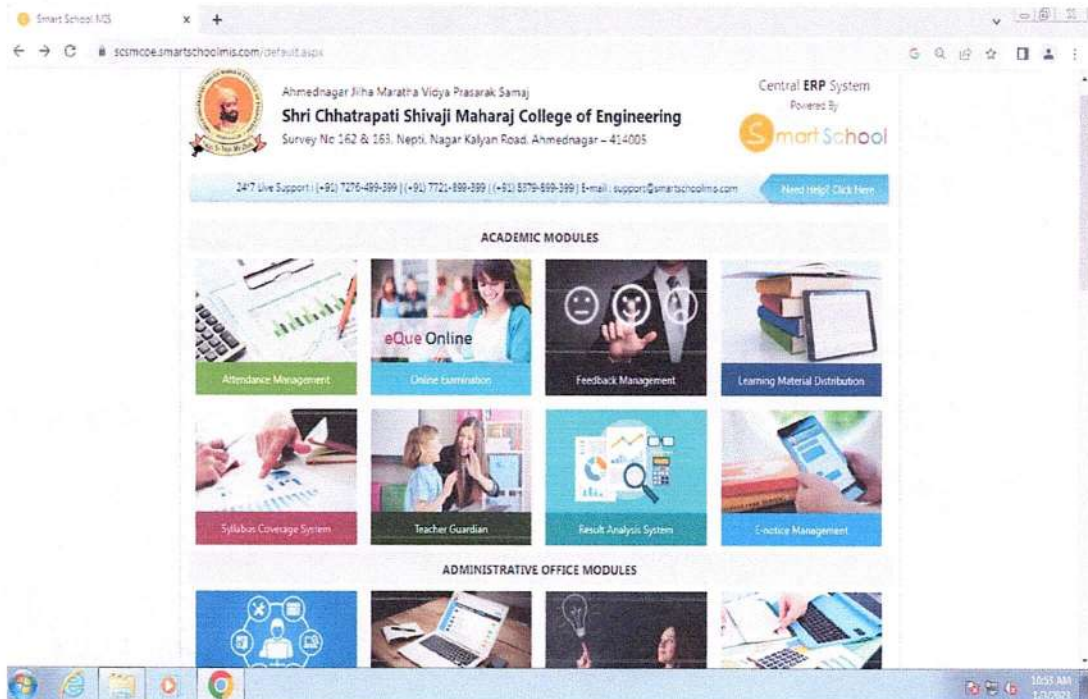 Smart School MIS
scsmcoe.smartschoolmis.com/default.aspx
Ahmednagar Jilha Maratha Vidya Prasarak Samaj
Shri Chhatrapati Shivaji Maharaj College of Engineering
Survey No 162 & 163, Nepti, Nagar Kalyan Road, Ahmednagar – 414005
Central ERP System
Powered By
Smart School
24*7 Live Support : (+91) 7276-499-399 | (+91) 7721-899-399 | (+91) 8379-899-399 | E-mail : support@smartschoolmis.com
Need Help? Click Here
ACADEMIC MODULES
eQue Online
Attendance Management
Online Examination
Feedback Management
Learning Material Distribution
Syllabus Coverage System
Teacher Guardian
Result Analysis System
E-notice Management
ADMINISTRATIVE OFFICE MODULES
10:53 AM